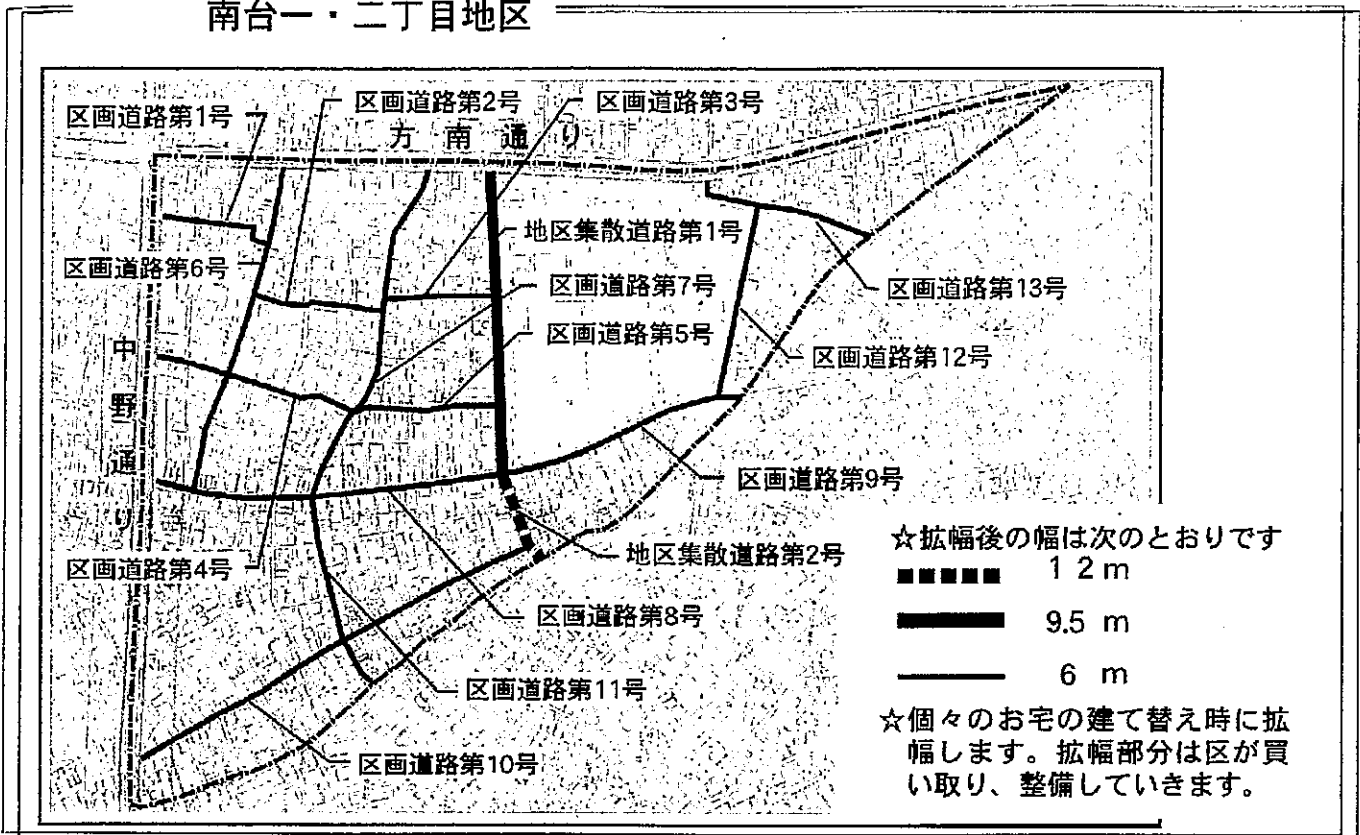 南台一・二丁目地区
区画道路第1号
区画道路第2号
区画道路第3号
方南通り
地区集散道路第1号
区画道路第6号
区画道路第7号
区画道路第13号
区画道路第5号
区画道路第12号
中野通り
区画道路第9号
区画道路第4号
地区集散道路第2号
区画道路第8号
区画道路第11号
区画道路第10号
☆拡幅後の幅は次のとおりです
12m
9.5 m
6 m
☆個々のお宅の建て替え時に拡
幅します。拡幅部分は区が買
い取り、整備していきます。